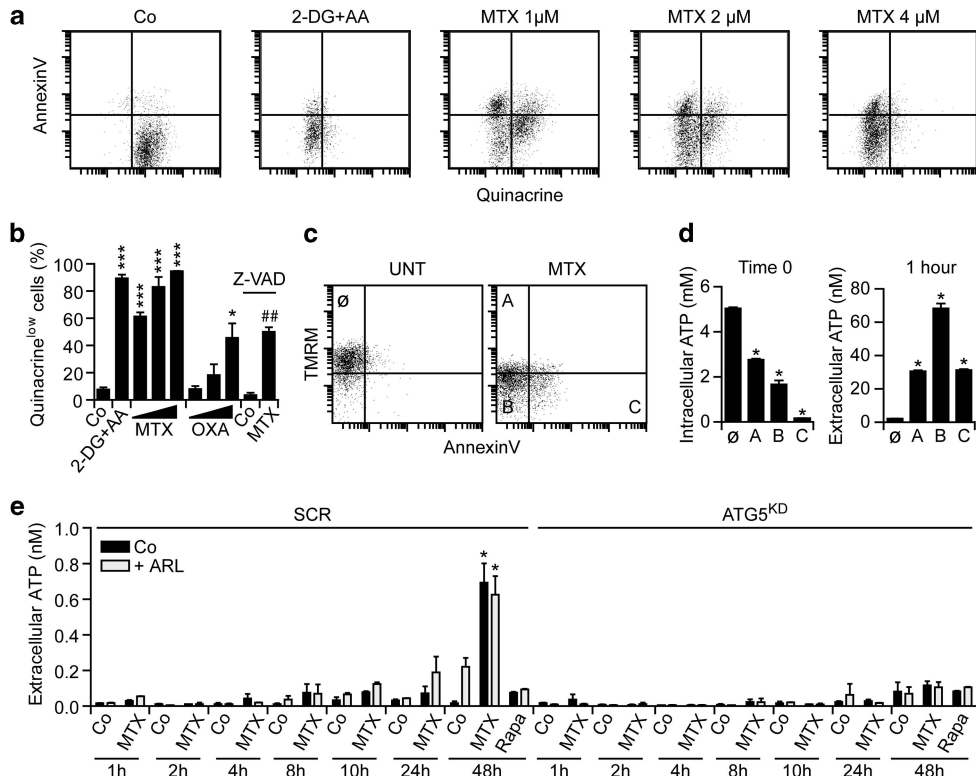 a
Co
2-DG+AA
MTX 1µM
MTX 2 µM
MTX 4 µM
AnnexinV
Quinacrine
b
Quinacrine^low cells (%)
100
80
60
40
20
0
***
***
***
***
*
Z-VAD
##
Co
2-DG+AA
MTX
OXA
Co
MTX
c
UNT
MTX
TMRM
Ø
A
B
C
AnnexinV
d
Time 0
1 hour
Intracellular ATP (mM)
6
4
2
0
*
*
*
Ø A B C
Extracellular ATP (nM)
80
60
40
20
0
*
*
*
Ø A B C
e
SCR
ATG5^KD
Extracellular ATP (nM)
1.0
0.8
0.6
0.4
0.2
0.0
Co
+ ARL
* *
Co MTX Co MTX Co MTX Co MTX Co MTX Co MTX Co MTX Rapa Co MTX Co MTX Co MTX Co MTX Co MTX Co MTX Co MTX Rapa
1h 2h 4h 8h 10h 24h 48h 1h 2h 4h 8h 10h 24h 48h